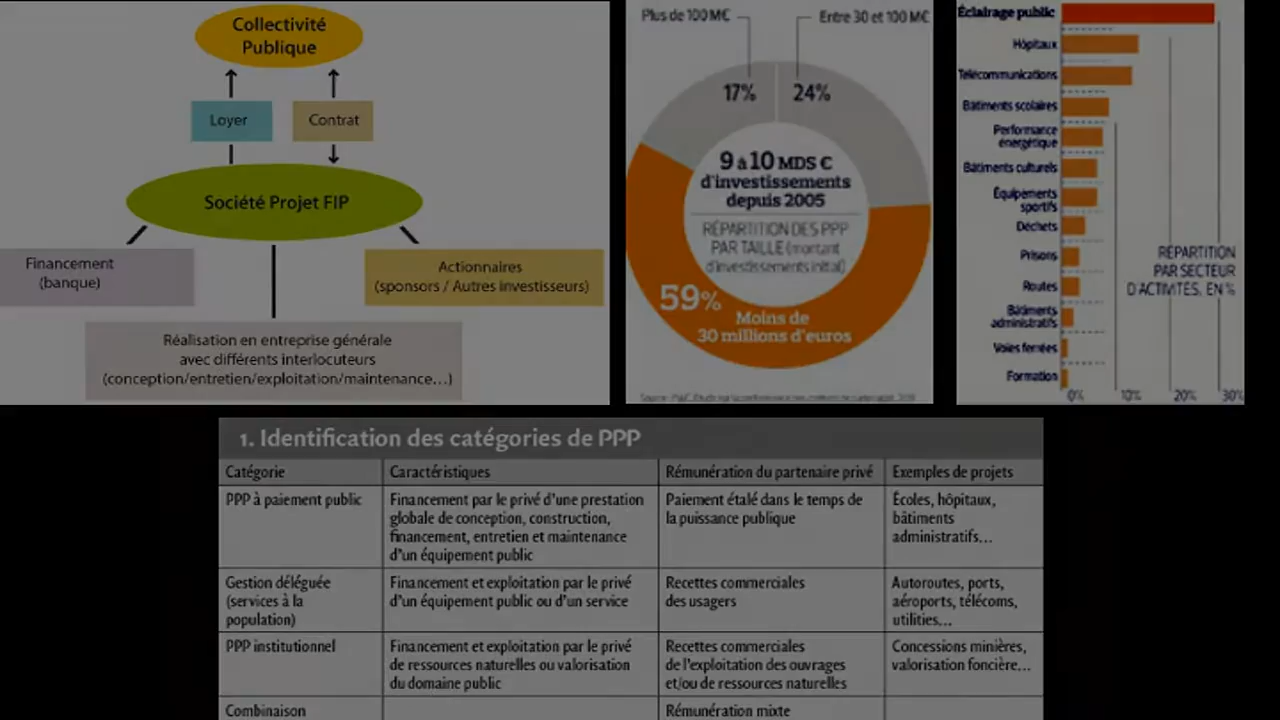 Collectivité
Publique
Loyer
Contrat
Société Projet FIP
Financement
(banque)
Actionnaires
(sponsors / Autres investisseurs)
Réalisation en entreprise générale
avec différents interlocuteurs
(conception/entretien/exploitation/maintenance...)
Plus de 100 M€
Entre 30 et 100 M€
17%
24%
9 à 10 MDS €
d'investissements
depuis 2005
RÉPARTITION DES PPP
PAR TAILLE (montant
d'investissements initial)
59%
Moins de
30 millions d'euros
Éclairage public
Hôpitaux
Télécommunications
Bâtiments scolaires
Performance
énergétique
Bâtiments culturels
Équipements
sportifs
Déchets
Prisons
Routes
Bâtiments
administratifs
Voies ferrées
Formation
RÉPARTITION
PAR SECTEUR
D'ACTIVITÉS, EN %
0% 10% 20% 30%
1. Identification des catégories de PPP
Catégorie
Caractéristiques
Rémunération du partenaire privé
Exemples de projets
PPP à paiement public
Financement par le privé d'une prestation
globale de conception, construction,
financement, entretien et maintenance
d'un équipement public
Paiement étalé dans le temps de
la puissance publique
Écoles, hôpitaux,
bâtiments
administratifs...
Gestion déléguée
(services à la
population)
Financement et exploitation par le privé
d'un équipement public ou d'un service
Recettes commerciales
des usagers
Autoroutes, ports,
aéroports, télécoms,
utilities...
PPP institutionnel
Financement et exploitation par le privé
de ressources naturelles ou valorisation
du domaine public
Recettes commerciales
de l'exploitation des ouvrages
et/ou de ressources naturelles
Concessions minières,
valorisation foncière...
Combinaison
Rémunération mixte